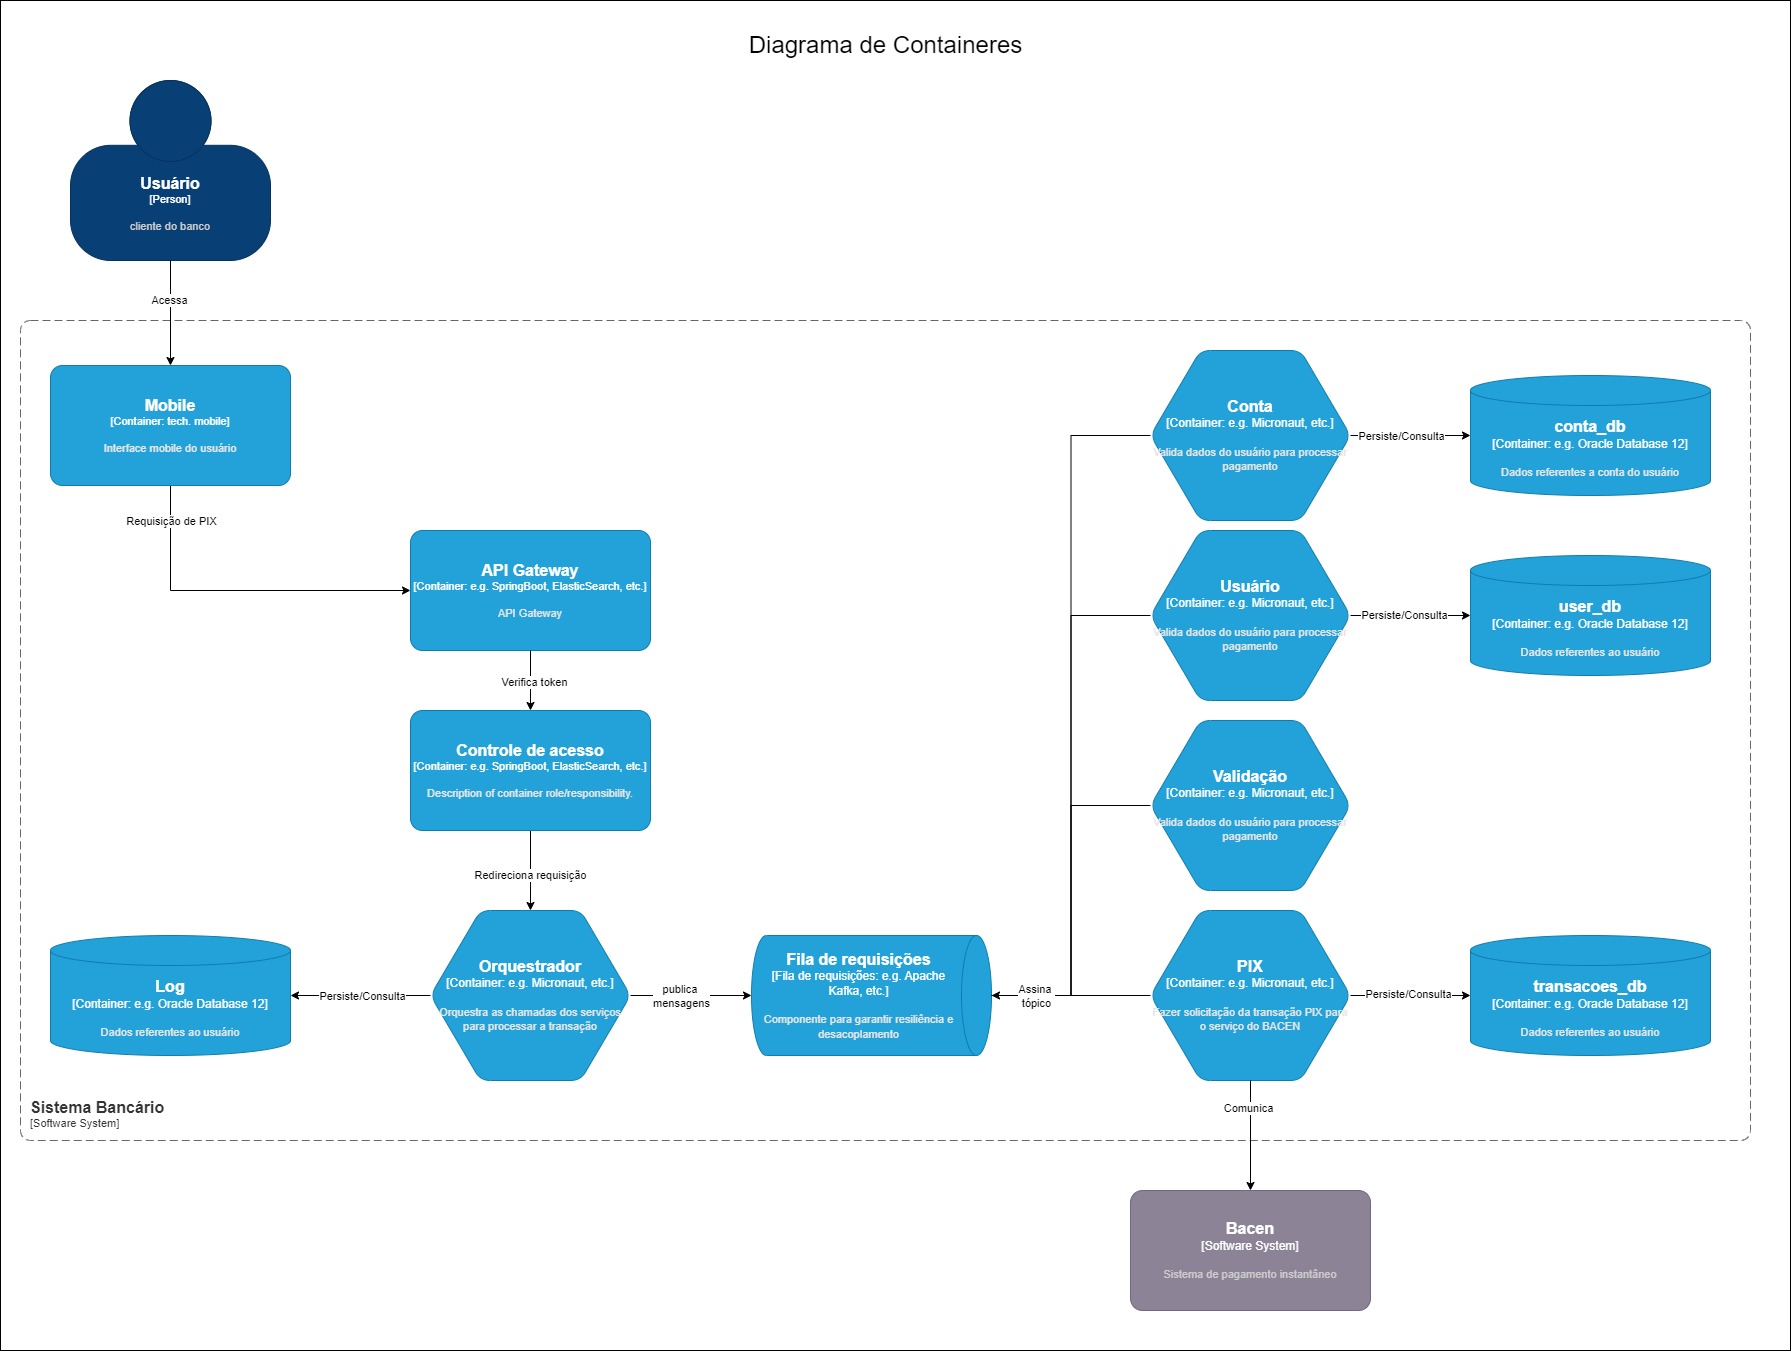 Diagrama de Containeres
Usuário
[Person]
cliente do banco
Acessa
Mobile
[Container: tech. mobile]
Interface mobile do usuário
Requisição de PIX
API Gateway
[Container: e.g. SpringBoot, ElasticSearch, etc.]
API Gateway
Verifica token
Controle de acesso
[Container: e.g. SpringBoot, ElasticSearch, etc.]
Description of container role/responsibility.
Redireciona requisição
Orquestrador
[Container: e.g. Micronaut, etc.]
Orquestra as chamadas dos serviços
para processar a transação
Persiste/Consulta
Log
[Container: e.g. Oracle Database 12]
Dados referentes ao usuário
publica
mensagens
Fila de requisições
[Fila de requisições: e.g. Apache
Kafka, etc.]
Componente para garantir resiliência e
desacoplamento
Assina
tópico
Conta
[Container: e.g. Micronaut, etc.]
Valida dados do usuário para processar
pagamento
Persiste/Consulta
conta_db
[Container: e.g. Oracle Database 12]
Dados referentes a conta do usuário
Usuário
[Container: e.g. Micronaut, etc.]
Valida dados do usuário para processar
pagamento
Persiste/Consulta
user_db
[Container: e.g. Oracle Database 12]
Dados referentes ao usuário
Validação
[Container: e.g. Micronaut, etc.]
Valida dados do usuário para processar
pagamento
PIX
[Container: e.g. Micronaut, etc.]
Fazer solicitação da transação PIX para
o serviço do BACEN
Persiste/Consulta
transacoes_db
[Container: e.g. Oracle Database 12]
Dados referentes ao usuário
Comunica
Sistema Bancário
[Software System]
Bacen
[Software System]
Sistema de pagamento instantâneo